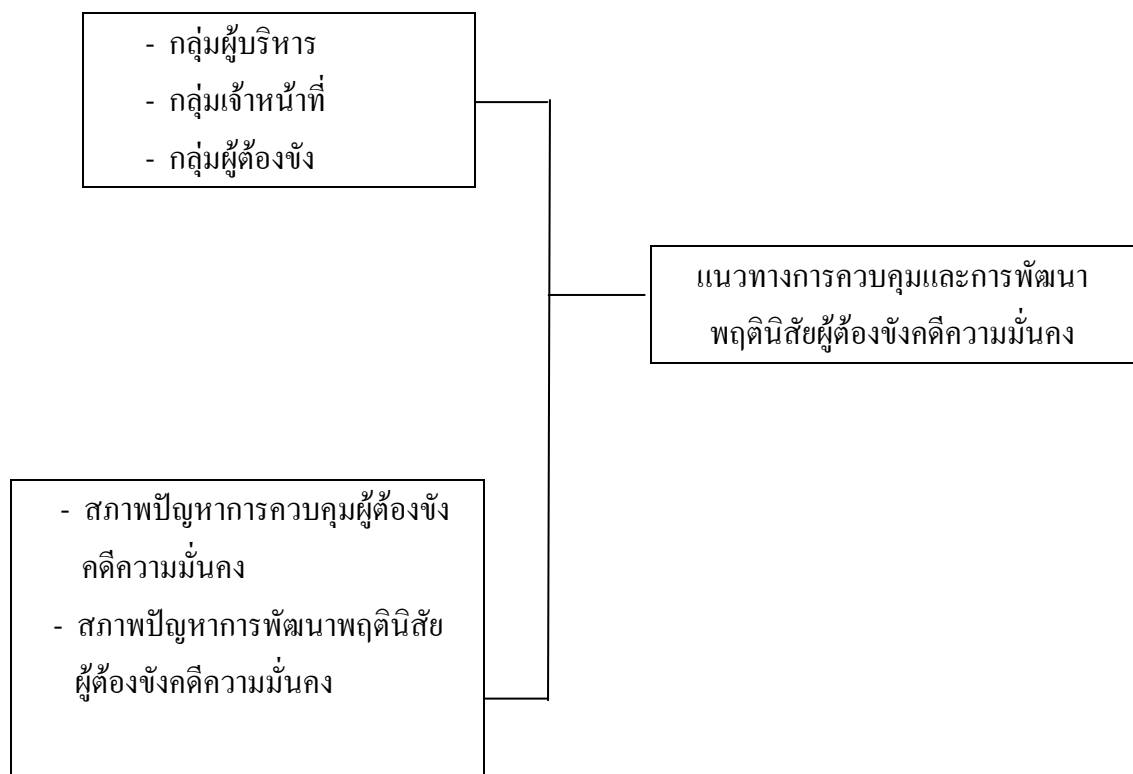 - กลุ่มผู้บริหาร
- กลุ่มเจ้าหน้าที่
- กลุ่มผู้ต้องขัง
แนวทางการควบคุมและการพัฒนา
พฤตินิสัยผู้ต้องขังคดีความมั่นคง
- สภาพปัญหาการควบคุมผู้ต้องขัง
คดีความมั่นคง
- สภาพปัญหาการพัฒนาพฤตินิสัย
ผู้ต้องขังคดีความมั่นคง